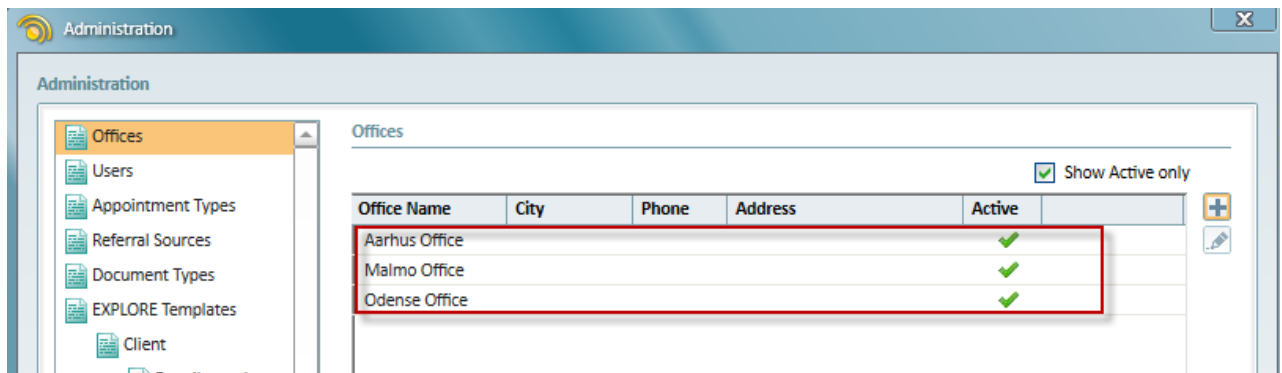 Administration
Administration
Offices
Users
Appointment Types
Referral Sources
Document Types
EXPLORE Templates
Client
Offices
Show Active only
Office Name City Phone Address Active
Aarhus Office
Malmo Office
Odense Office